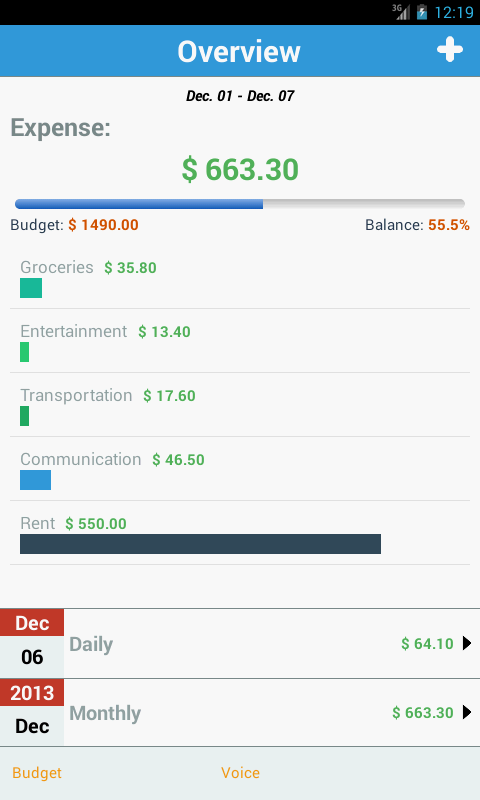 3G 12:19
Overview
Dec. 01 - Dec. 07
Expense:
$ 663.30
Budget: $ 1490.00 Balance: 55.5%
Groceries $ 35.80
Entertainment $ 13.40
Transportation $ 17.60
Communication $ 46.50
Rent $ 550.00
Dec
06
Daily $ 64.10
2013
Dec
Monthly $ 663.30
Budget Voice